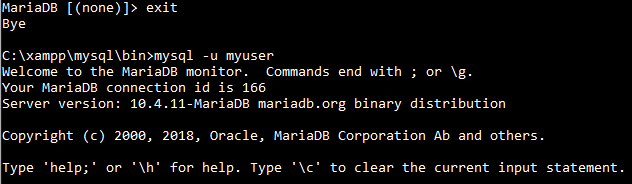 MariaDB [(none)]> exit
Bye
C:\xampp\mysql\bin>mysql -u myuser
Welcome to the MariaDB monitor.  Commands end with ; or \g.
Your MariaDB connection id is 166
Server version: 10.4.11-MariaDB mariadb.org binary distribution
Copyright (c) 2000, 2018, Oracle, MariaDB Corporation Ab and others.
Type 'help;' or '\h' for help. Type '\c' to clear the current input statement.